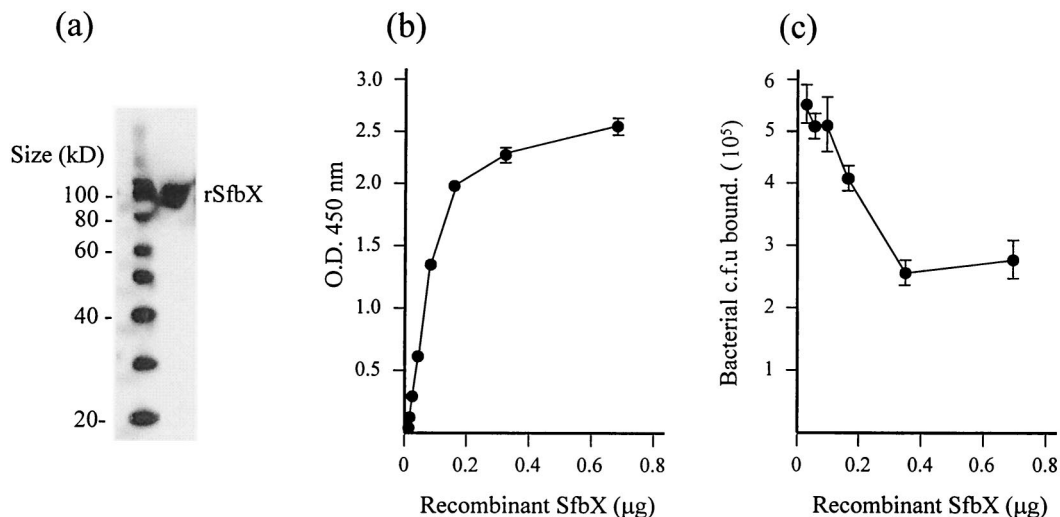 (a)
Size (kD)
100 -
80 -
60 -
40 -
20-
rSfbX
(b)
O.D. 450 nm
3.0
2.5
2.0
1.5
1.0
0.5
0 0.2 0.4 0.6 0.8
Recombinant SfbX (μg)
(c)
Bacterial c.f.u bound. ( 10⁵)
6
5
4
3
2
1
0 0.2 0.4 0.6 0.8
Recombinant SfbX (μg)